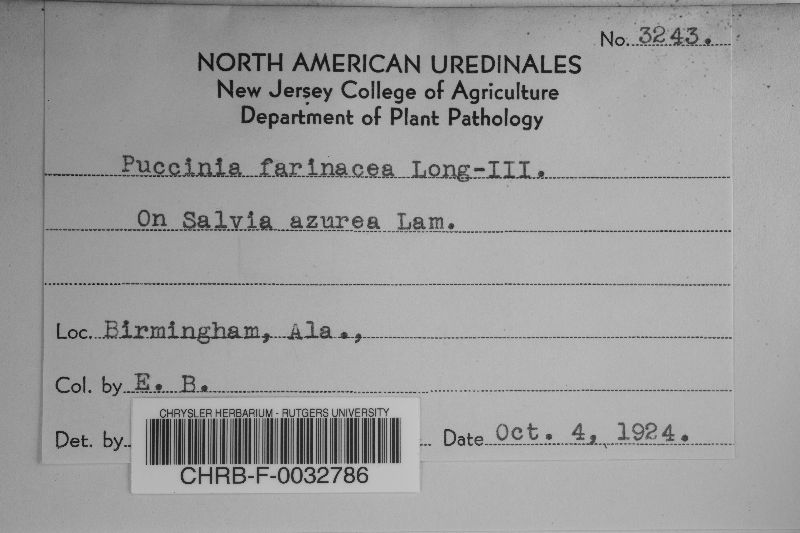 No. 3243.
NORTH AMERICAN UREDINALES
New Jersey College of Agriculture
Department of Plant Pathology
Puccinia farinacea Long-III.
On Salvia azurea Lam.
Loc. Birmingham, Ala.,
Col. by E. B.
Det. by
Date Oct. 4, 1924.
CHRYSLER HERBARIUM - RUTGERS UNIVERSITY
CHRB-F-0032786